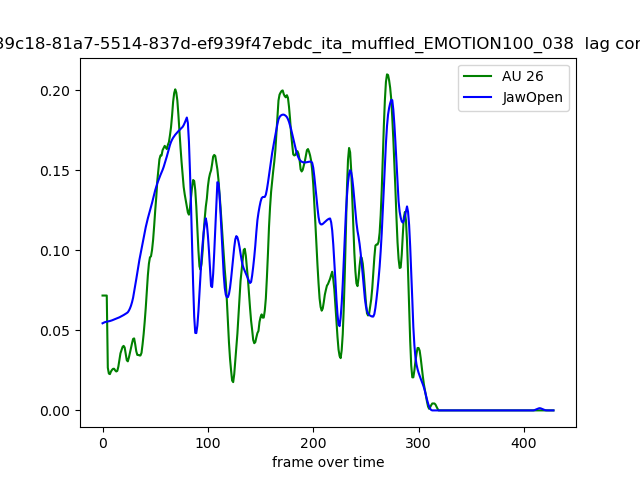 39c18-81a7-5514-837d-ef939f47ebdc_ita_muffled_EMOTION100_038 lag cor
AU 26
JawOpen
0.20
0.15
0.10
0.05
0.00
0 100 200 300 400
frame over time